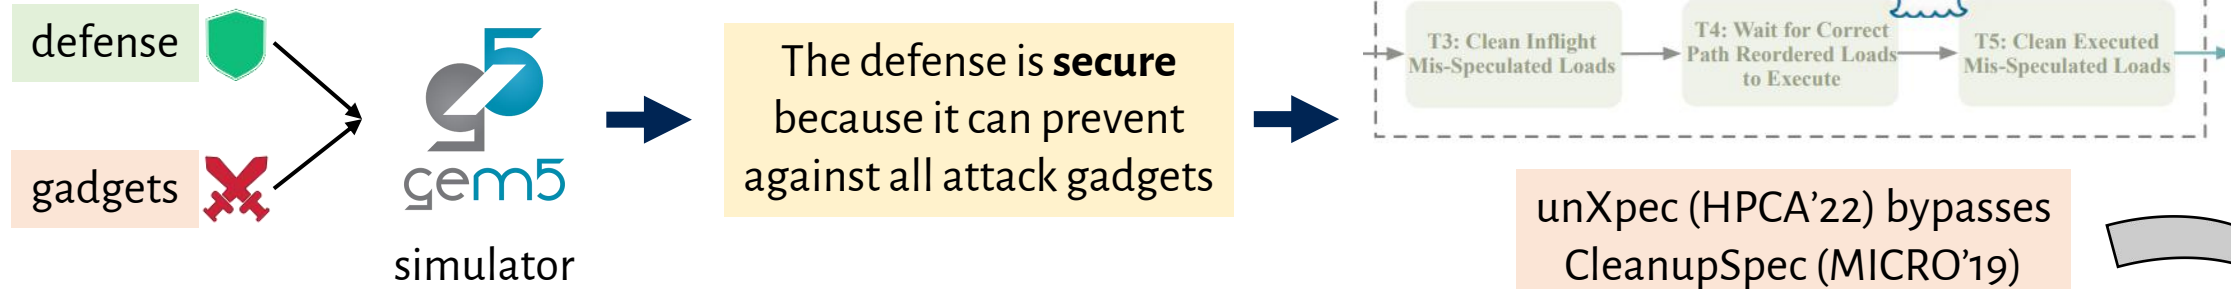 defense
gadgets
gem5
simulator
The defense is secure
because it can prevent
against all attack gadgets
T3: Clean Inflight
Mis-Speculated Loads
T4: Wait for Correct
Path Reordered Loads
to Execute
T5: Clean Executed
Mis-Speculated Loads
unXpec (HPCA’22) bypasses
CleanupSpec (MICRO’19)